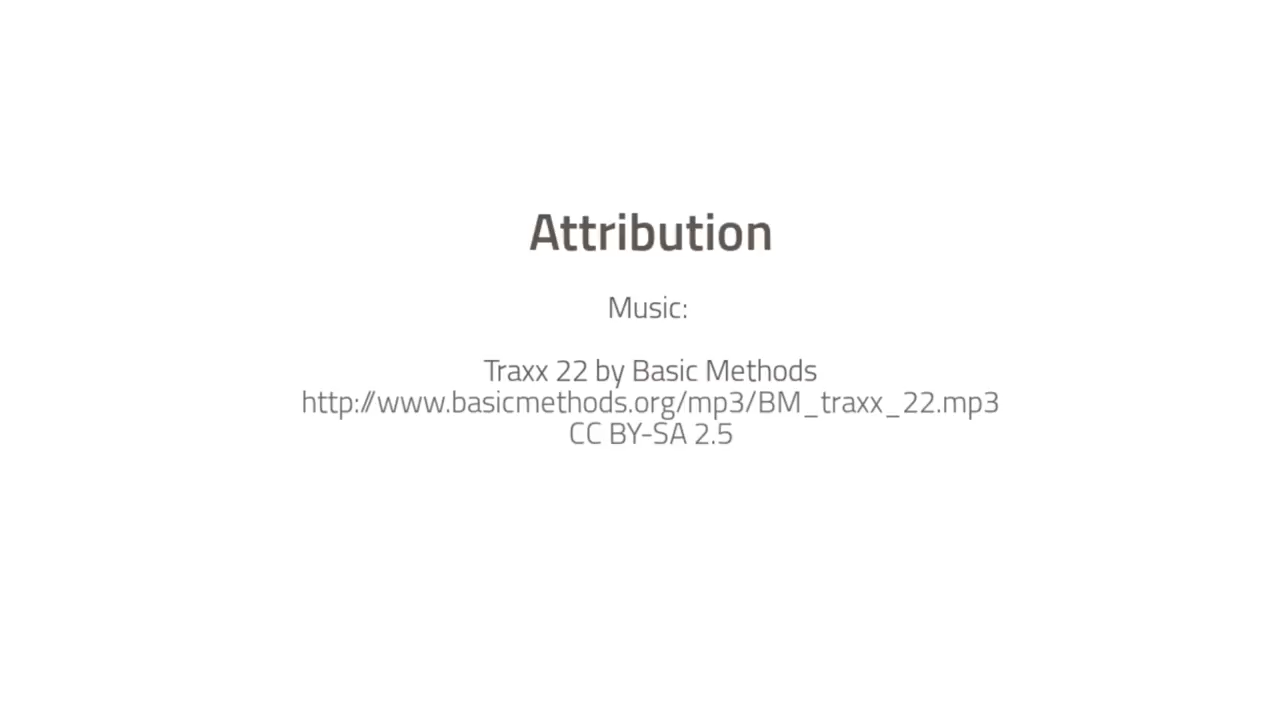 Attribution
Music:
Traxx 22 by Basic Methods
http://www.basicmethods.org/mp3/BM_traxx_22.mp3
CC BY-SA 2.5